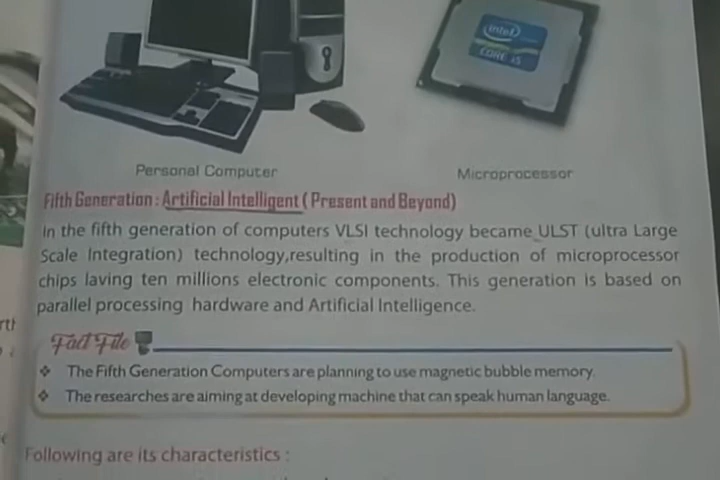 intel
CORE i5
Personal Computer
Microprocessor
Fifth Generation : Artificial Intelligent ( Present and Beyond)
In the fifth generation of computers VLSI technology became ULST (ultra Large
Scale Integration) technology,resulting in the production of microprocessor
chips laving ten millions electronic components. This generation is based on
parallel processing hardware and Artificial Intelligence.
Fact File
The Fifth Generation Computers are planning to use magnetic bubble memory.
The researches are aiming at developing machine that can speak human language.
Following are its characteristics :